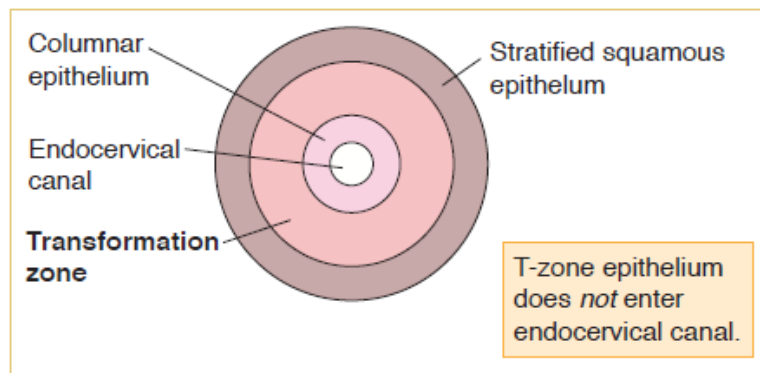 Columnar
epithelium
Stratified squamous
epithelum
Endocervical
canal
Transformation
zone
T-zone epithelium
does not enter
endocervical canal.